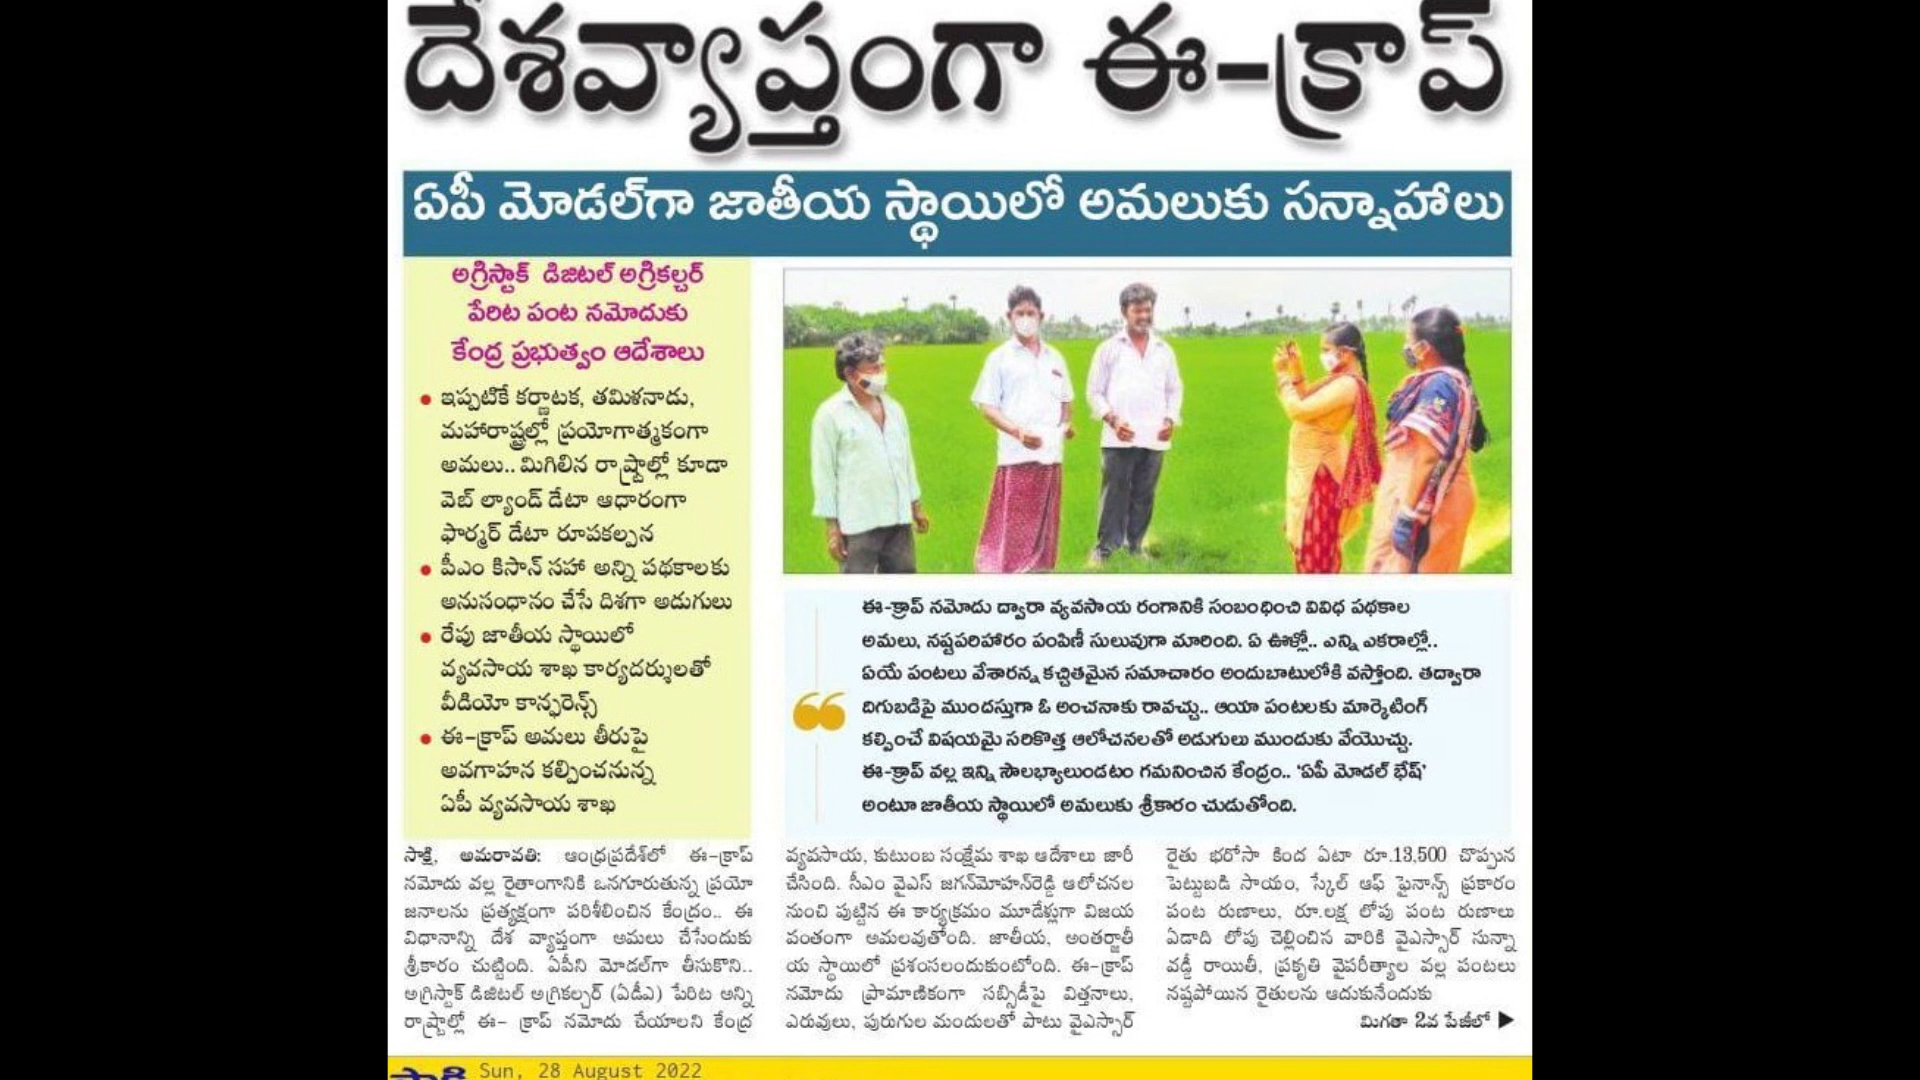 దేశవ్యాప్తంగా ఈ-క్రాప్
ఏపీ మోడల్‌గా జాతీయ స్థాయిలో అమలుకు సన్నాహాలు
అగ్రిస్టాక్ డిజిటల్ అగ్రికల్చర్
పేరిట పంట నమోదుకు
కేంద్ర ప్రభుత్వం ఆదేశాలు
● ఇప్పటికే కర్ణాటక, తమిళనాడు,
మహారాష్ట్రల్లో ప్రయోగాత్మకంగా
అమలు.. మిగిలిన రాష్ట్రాల్లో కూడా
వెబ్ ల్యాండ్ డేటా ఆధారంగా
ఫార్మర్ డేటా రూపకల్పన
● పీఎం కిసాన్ సహా అన్ని పథకాలకు
అనుసంధానం చేసే దిశగా అడుగులు
● రేపు జాతీయ స్థాయిలో
వ్యవసాయ శాఖ కార్యదర్శులతో
వీడియో కాన్ఫరెన్స్
● ఈ-క్రాప్ అమలు తీరుపై
అవగాహన కల్పించనున్న
ఏపీ వ్యవసాయ శాఖ
ఈ-క్రాప్ నమోదు ద్వారా వ్యవసాయ రంగానికి సంబంధించి వివిధ పథకాల
అమలు, నష్టపరిహారం పంపిణీ సులువుగా మారింది. ఏ ఊళ్లో.. ఎన్ని ఎకరాల్లో..
ఏయే పంటలు వేశారన్న కచ్చితమైన సమాచారం అందుబాటులోకి వస్తోంది. తద్వారా
దిగుబడిపై ముందస్తుగా ఓ అంచనాకు రావచ్చు.. ఆయా పంటలకు మార్కెటింగ్
కల్పించే విషయమై సరికొత్త ఆలోచనలతో అడుగులు ముందుకు వేయొచ్చు.
ఈ-క్రాప్ వల్ల ఇన్ని సౌలభ్యాలుండటం గమనించిన కేంద్రం.. ‘ఏపీ మోడల్ భేష్’
అంటూ జాతీయ స్థాయిలో అమలుకు శ్రీకారం చుడుతోంది.
సాక్షి, అమరావతి: ఆంధ్రప్రదేశ్‌లో ఈ-క్రాప్
నమోదు వల్ల రైతాంగానికి ఒనగూరుతున్న ప్రయో
జనాలను ప్రత్యక్షంగా పరిశీలించిన కేంద్రం.. ఈ
విధానాన్ని దేశ వ్యాప్తంగా అమలు చేసేందుకు
శ్రీకారం చుట్టింది. ఏపీని మోడల్‌గా తీసుకొని..
అగ్రిస్టాక్ డిజిటల్ అగ్రికల్చర్ (ఏడీఏ) పేరిట అన్ని
రాష్ట్రాల్లో ఈ- క్రాప్ నమోదు చేయాలని కేంద్ర
వ్యవసాయ, కుటుంబ సంక్షేమ శాఖ ఆదేశాలు జారీ
చేసింది. సీఎం వైఎస్ జగన్‌మోహన్‌రెడ్డి ఆలోచనల
నుంచి పుట్టిన ఈ కార్యక్రమం మూడేళ్లుగా విజయ
వంతంగా అమలవుతోంది. జాతీయ, అంతర్జాతీ
య స్థాయిలో ప్రశంసలందుకుంటోంది. ఈ-క్రాప్
నమోదు ప్రామాణికంగా సబ్సిడీపై విత్తనాలు,
ఎరువులు, పురుగుల మందులతో పాటు వైఎస్సార్
రైతు భరోసా కింద ఏటా రూ.13,500 చొప్పున
పెట్టుబడి సాయం, స్కేల్ ఆఫ్ ఫైనాన్స్ ప్రకారం
పంట రుణాలు, రూ.లక్ష లోపు పంట రుణాలు
ఏడాది లోపు చెల్లించిన వారికి వైఎస్సార్ సున్నా
వడ్డీ రాయితీ, ప్రకృతి వైపరీత్యాల వల్ల పంటలు
నష్టపోయిన రైతులను ఆదుకునేందుకు
మిగతా 2వ పేజీలో ▶
సాక్షి Sun, 28 August 2022